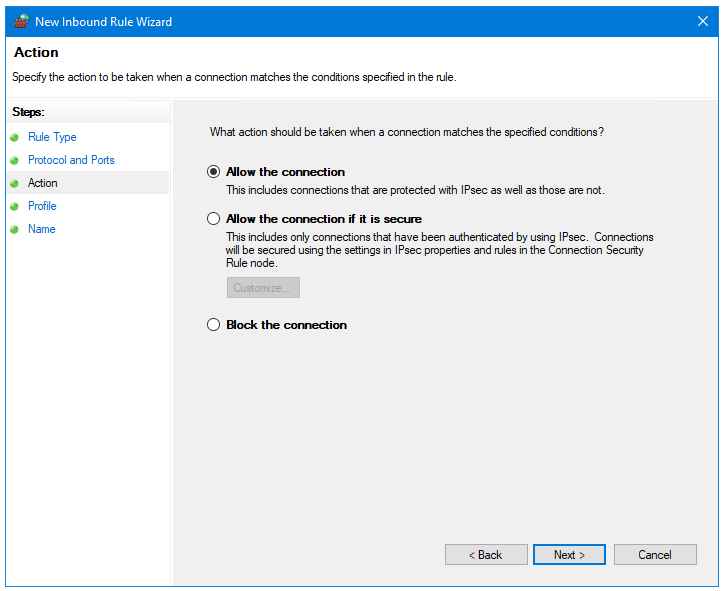 New Inbound Rule Wizard
Action
Specify the action to be taken when a connection matches the conditions specified in the rule.
Steps:
Rule Type
Protocol and Ports
Action
Profile
Name
What action should be taken when a connection matches the specified conditions?
Allow the connection
This includes connections that are protected with IPsec as well as those are not.
Allow the connection if it is secure
This includes only connections that have been authenticated by using IPsec. Connections
will be secured using the settings in IPsec properties and rules in the Connection Security
Rule node.
Customize...
Block the connection
< Back
Next >
Cancel